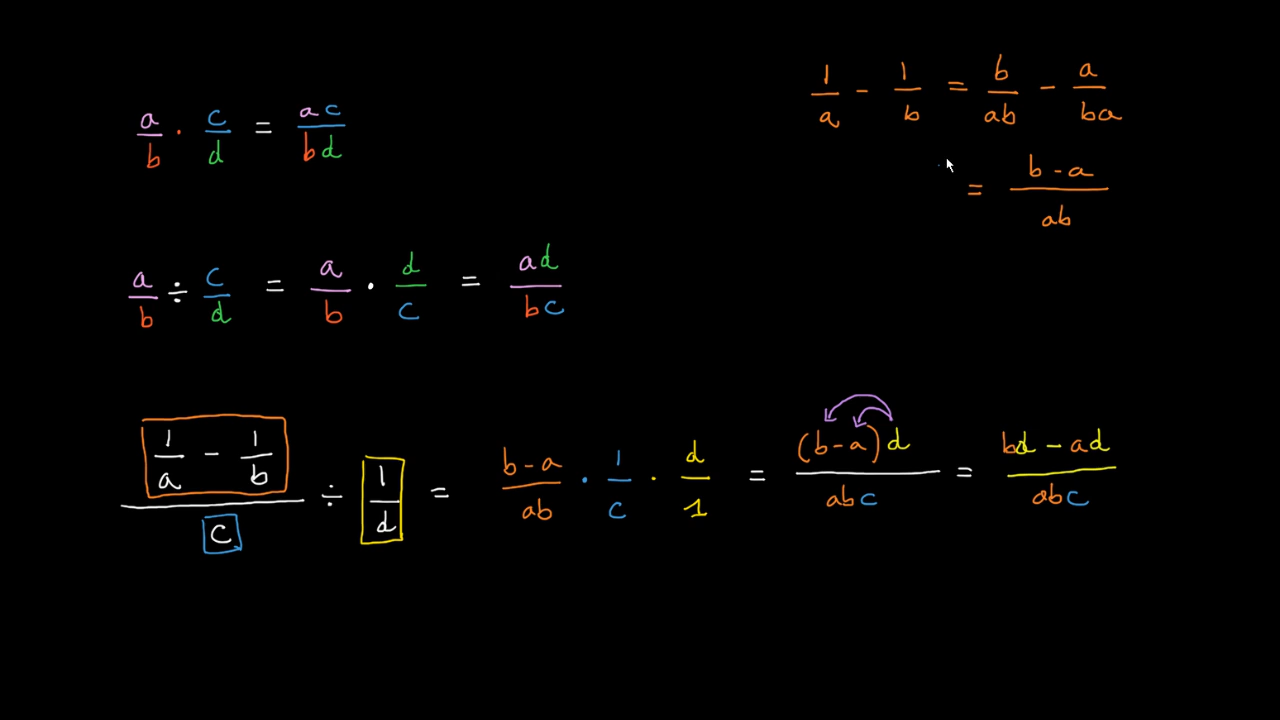 1/a - 1/b = b/ab - a/ba
a/b · c/d = ac/bd
= b-a/ab
a/b ÷ c/d = a/b · d/c = ad/bc
1/a - 1/b/c ÷ 1/d = b-a/ab · 1/c · d/1 = (b-a)d/abc = bd-ad/abc